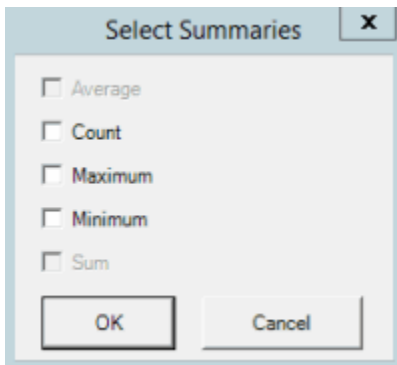 Select Summaries
x
Average
Count
Maximum
Minimum
Sum
OK Cancel